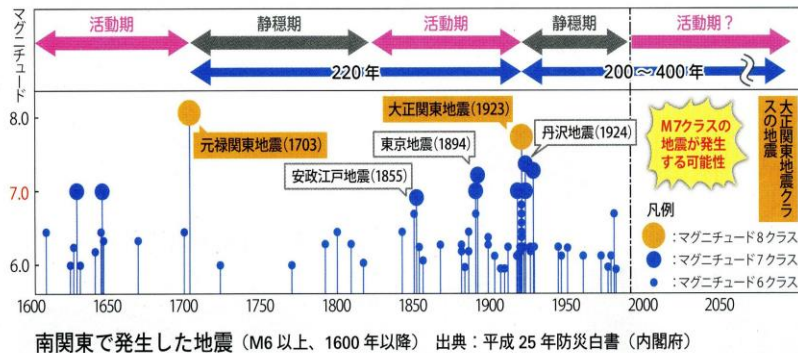 マグニチュード
活動期 静穏期 活動期 静穏期 活動期？
220年 200～400年
8.0
7.0
6.0
元禄関東地震(1703)
安政江戸地震(1855)
東京地震(1894)
大正関東地震(1923)
丹沢地震(1924)
M7クラスの
地震が発生
する可能性
大正関東地震クラ
スの地震
凡例
：マグニチュード8クラス
：マグニチュード7クラス
：マグニチュード6クラス
1600 1650 1700 1750 1800 1850 1900 1950 2000 2050
南関東で発生した地震（M6以上、1600年以降） 出典：平成25年防災白書（内閣府）